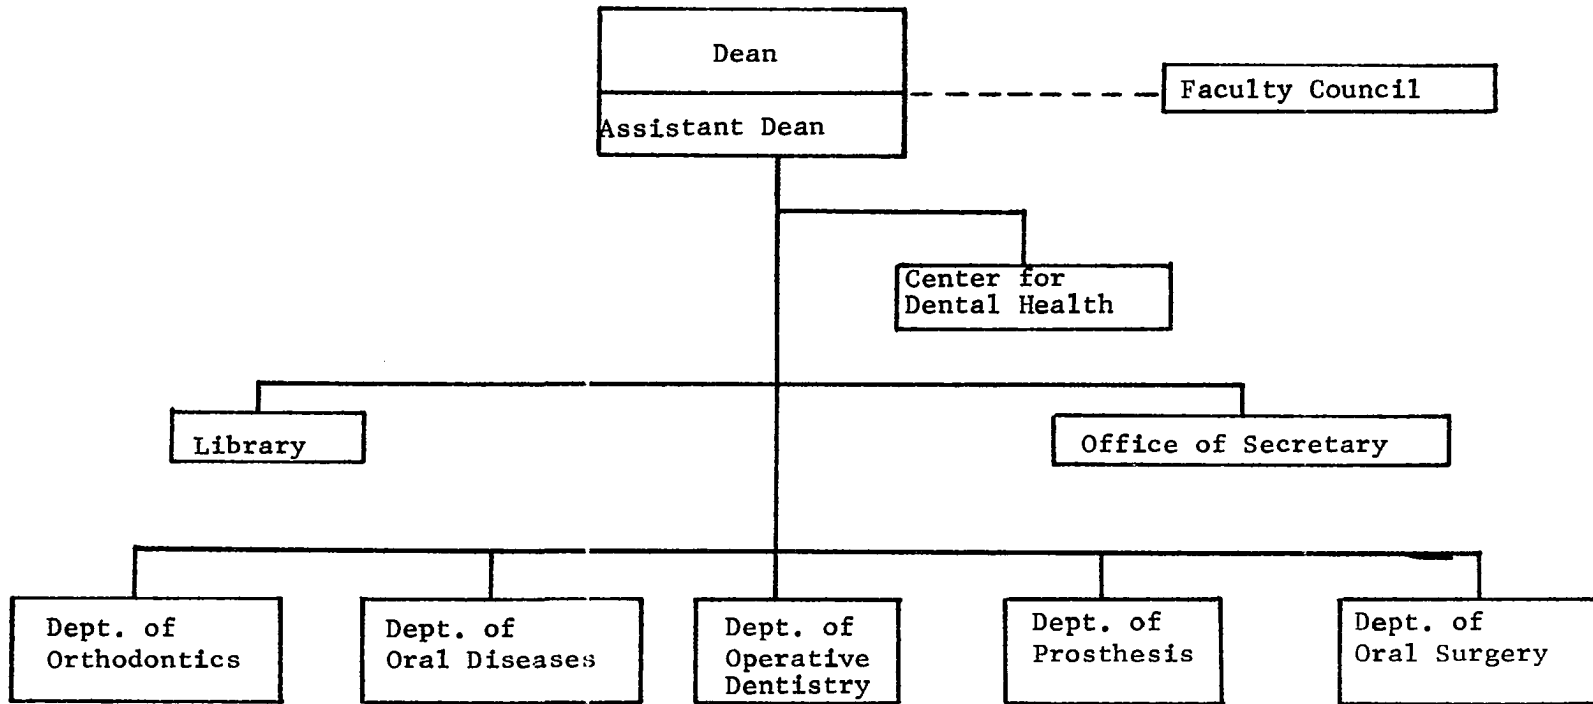 Dean
Assistant Dean
Faculty Council
Center for
Dental Health
Library
Office of Secretary
Dept. of
Orthodontics
Dept. of
Oral Diseases
Dept. of
Operative
Dentistry
Dept. of
Prosthesis
Dept. of
Oral Surgery